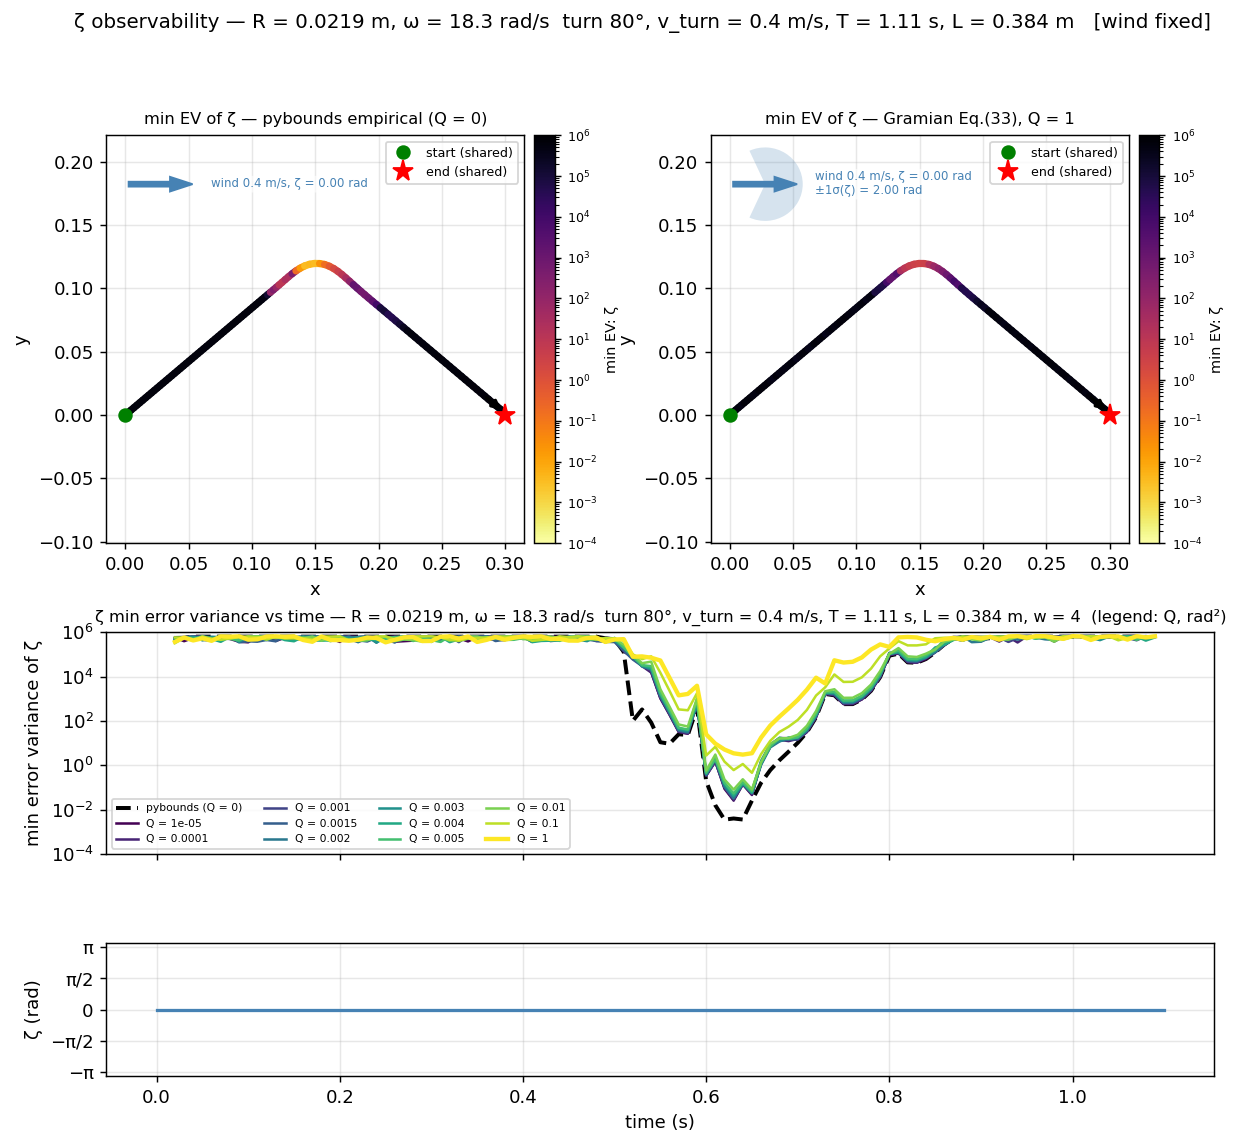 ζ observability — R = 0.0219 m, ω = 18.3 rad/s  turn 80°, v_turn = 0.4 m/s, T = 1.11 s, L = 0.384 m   [wind fixed]
min EV of ζ — pybounds empirical (Q = 0)
start (shared)
end (shared)
wind 0.4 m/s, ζ = 0.00 rad
0.20
0.15
0.10
0.05
0.00
−0.05
−0.10
y
0.00 0.05 0.10 0.15 0.20 0.25 0.30
x
10⁶
10⁵
10⁴
10³
10²
10¹
10⁰
10⁻¹
10⁻²
10⁻³
10⁻⁴
min EV: ζ
min EV of ζ — Gramian Eq.(33), Q = 1
start (shared)
end (shared)
wind 0.4 m/s, ζ = 0.00 rad
±1σ(ζ) = 2.00 rad
0.20
0.15
0.10
0.05
0.00
−0.05
−0.10
y
0.00 0.05 0.10 0.15 0.20 0.25 0.30
x
10⁶
10⁵
10⁴
10³
10²
10¹
10⁰
10⁻¹
10⁻²
10⁻³
10⁻⁴
min EV: ζ
ζ min error variance vs time — R = 0.0219 m, ω = 18.3 rad/s  turn 80°, v_turn = 0.4 m/s, T = 1.11 s, L = 0.384 m, w = 4  (legend: Q, rad²)
min error variance of ζ
10⁶
10⁴
10²
10⁰
10⁻²
10⁻⁴
pybounds (Q = 0)
Q = 1e-05
Q = 0.0001
Q = 0.001
Q = 0.0015
Q = 0.002
Q = 0.003
Q = 0.004
Q = 0.005
Q = 0.01
Q = 0.1
Q = 1
ζ (rad)
π
π/2
0
−π/2
−π
0.0 0.2 0.4 0.6 0.8 1.0
time (s)